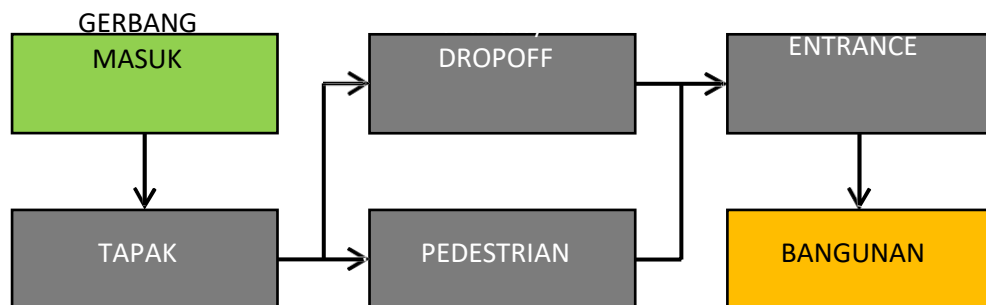 GERBANG
MASUK
DROPOFF
ENTRANCE
TAPAK
PEDESTRIAN
BANGUNAN